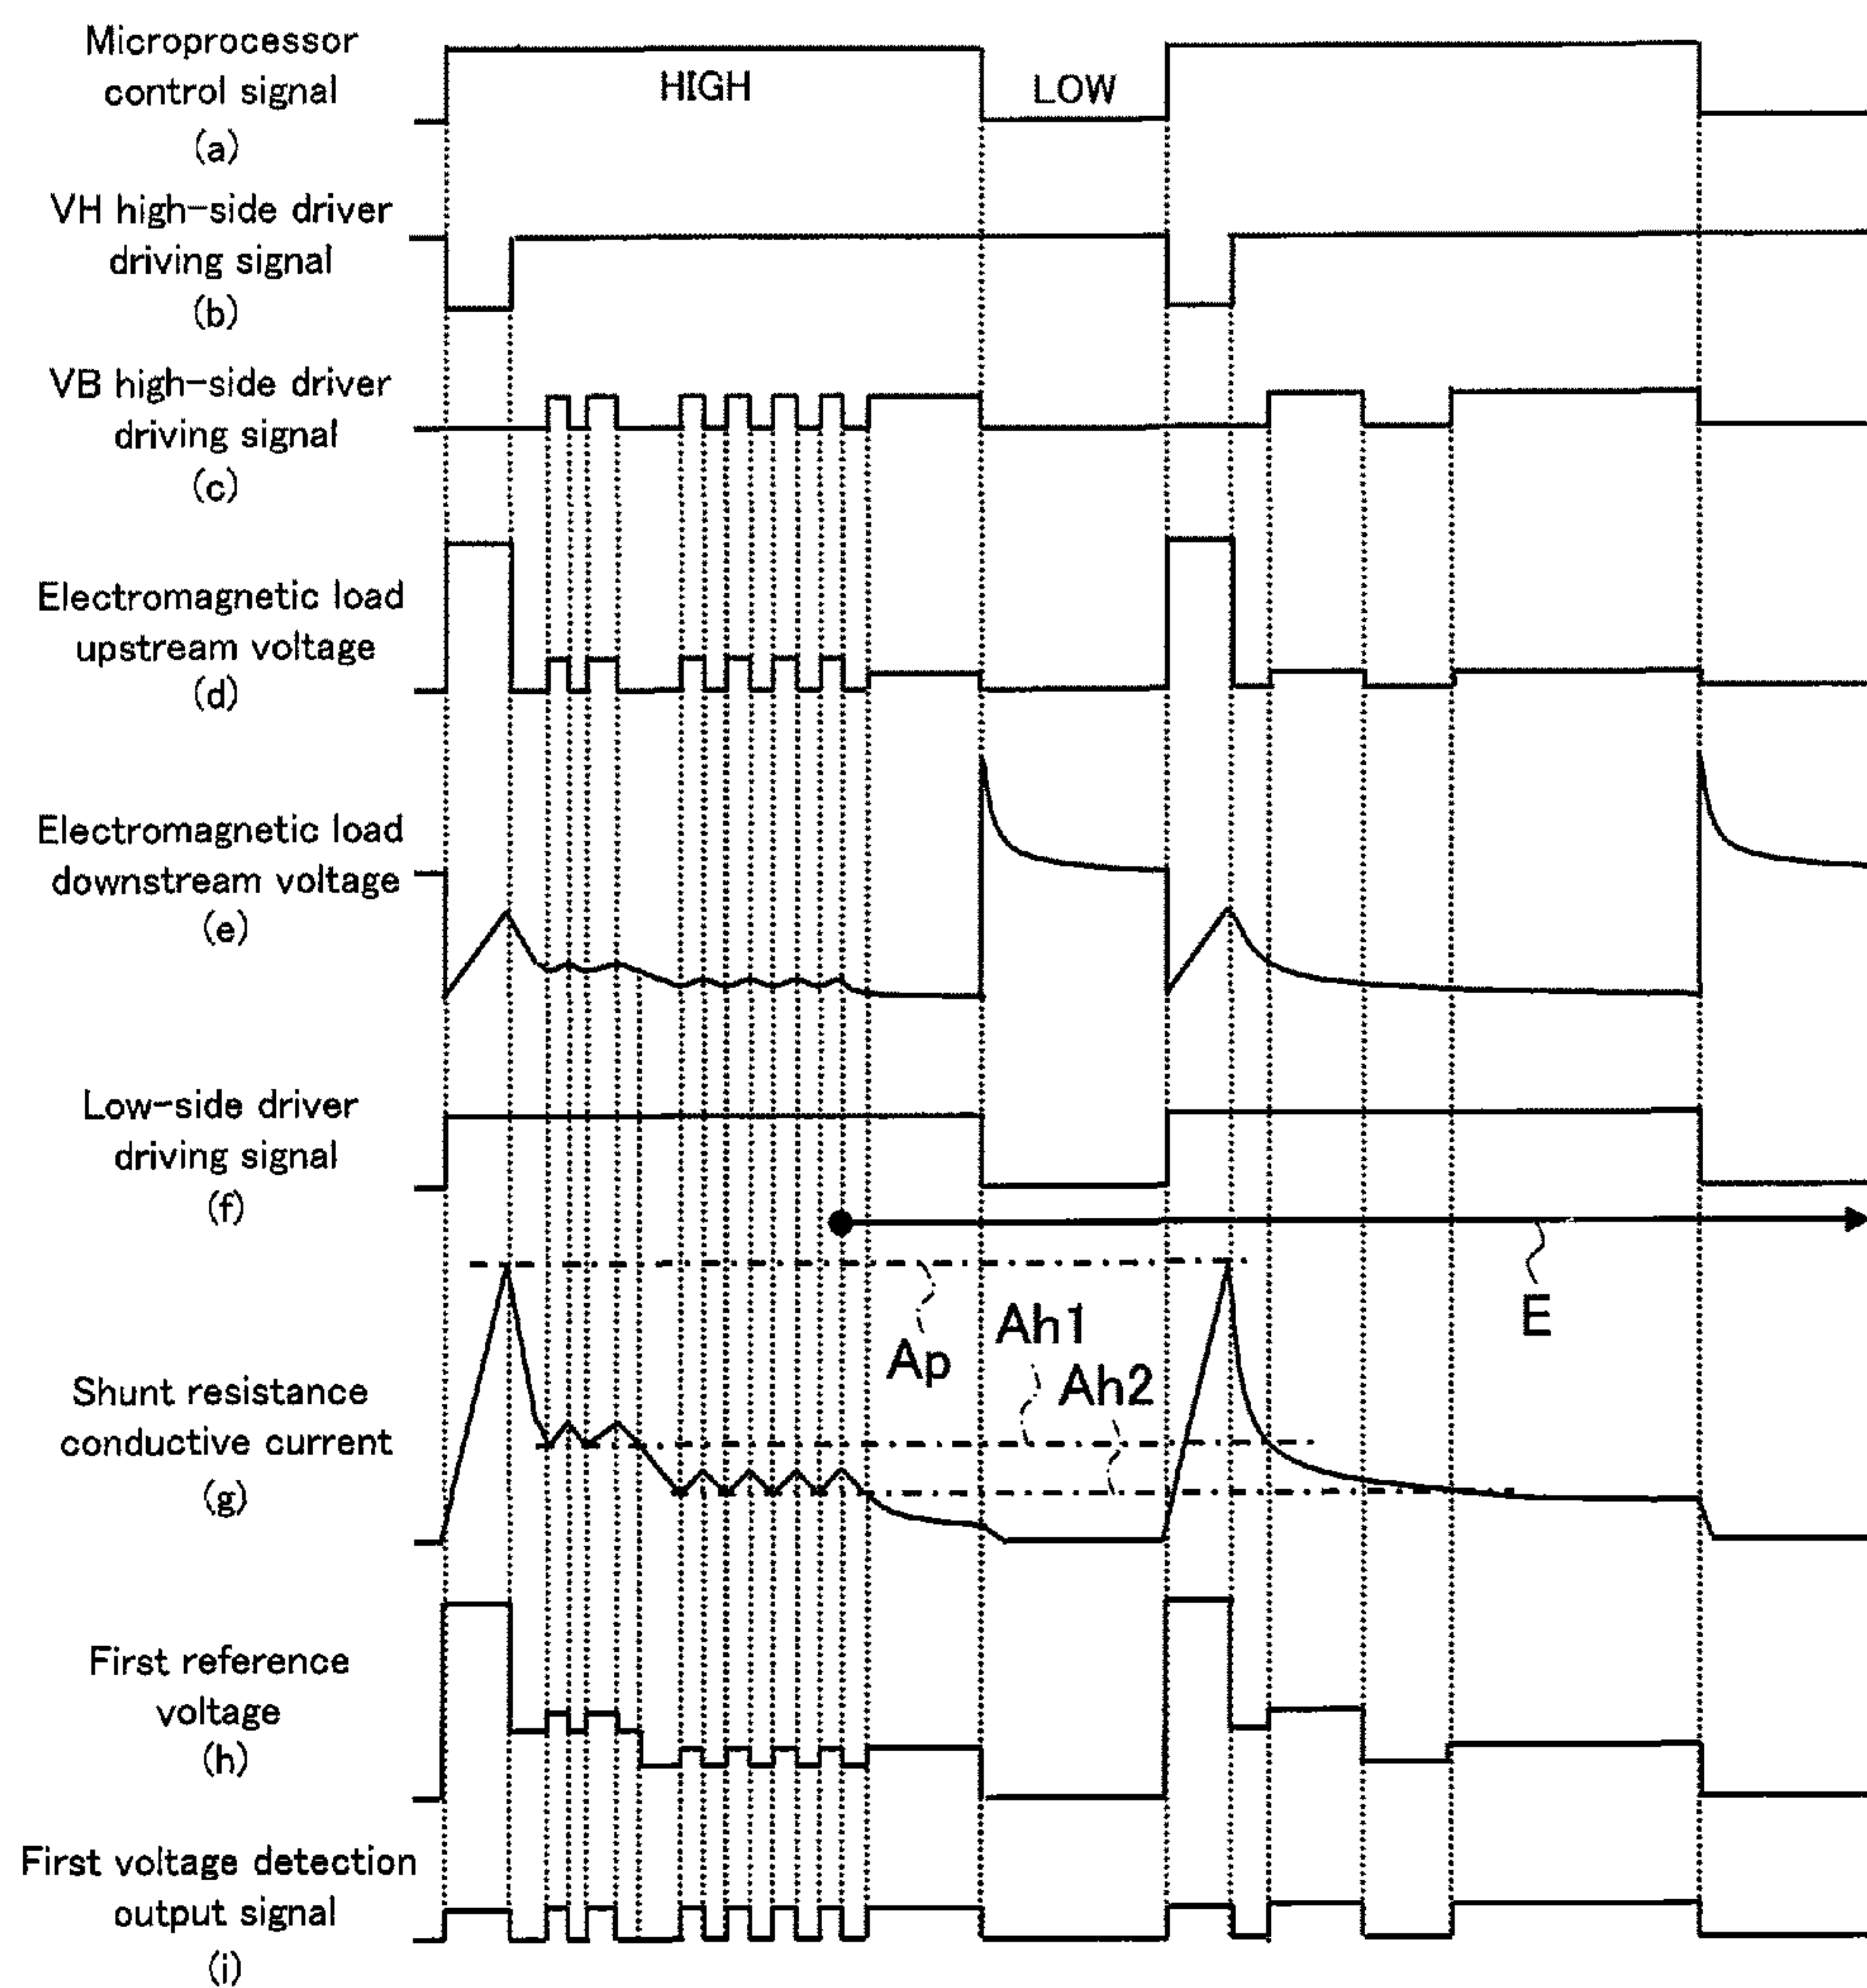 Microprocessor
control signal
(a)
HIGH
LOW
VH high-side driver
driving signal
(b)
VB high-side driver
driving signal
(c)
Electromagnetic load
upstream voltage
(d)
Electromagnetic load
downstream voltage
(e)
Low-side driver
driving signal
(f)
E
Ap
Ah1
Ah2
Shunt resistance
conductive current
(g)
First reference
voltage
(h)
First voltage detection
output signal
(i)